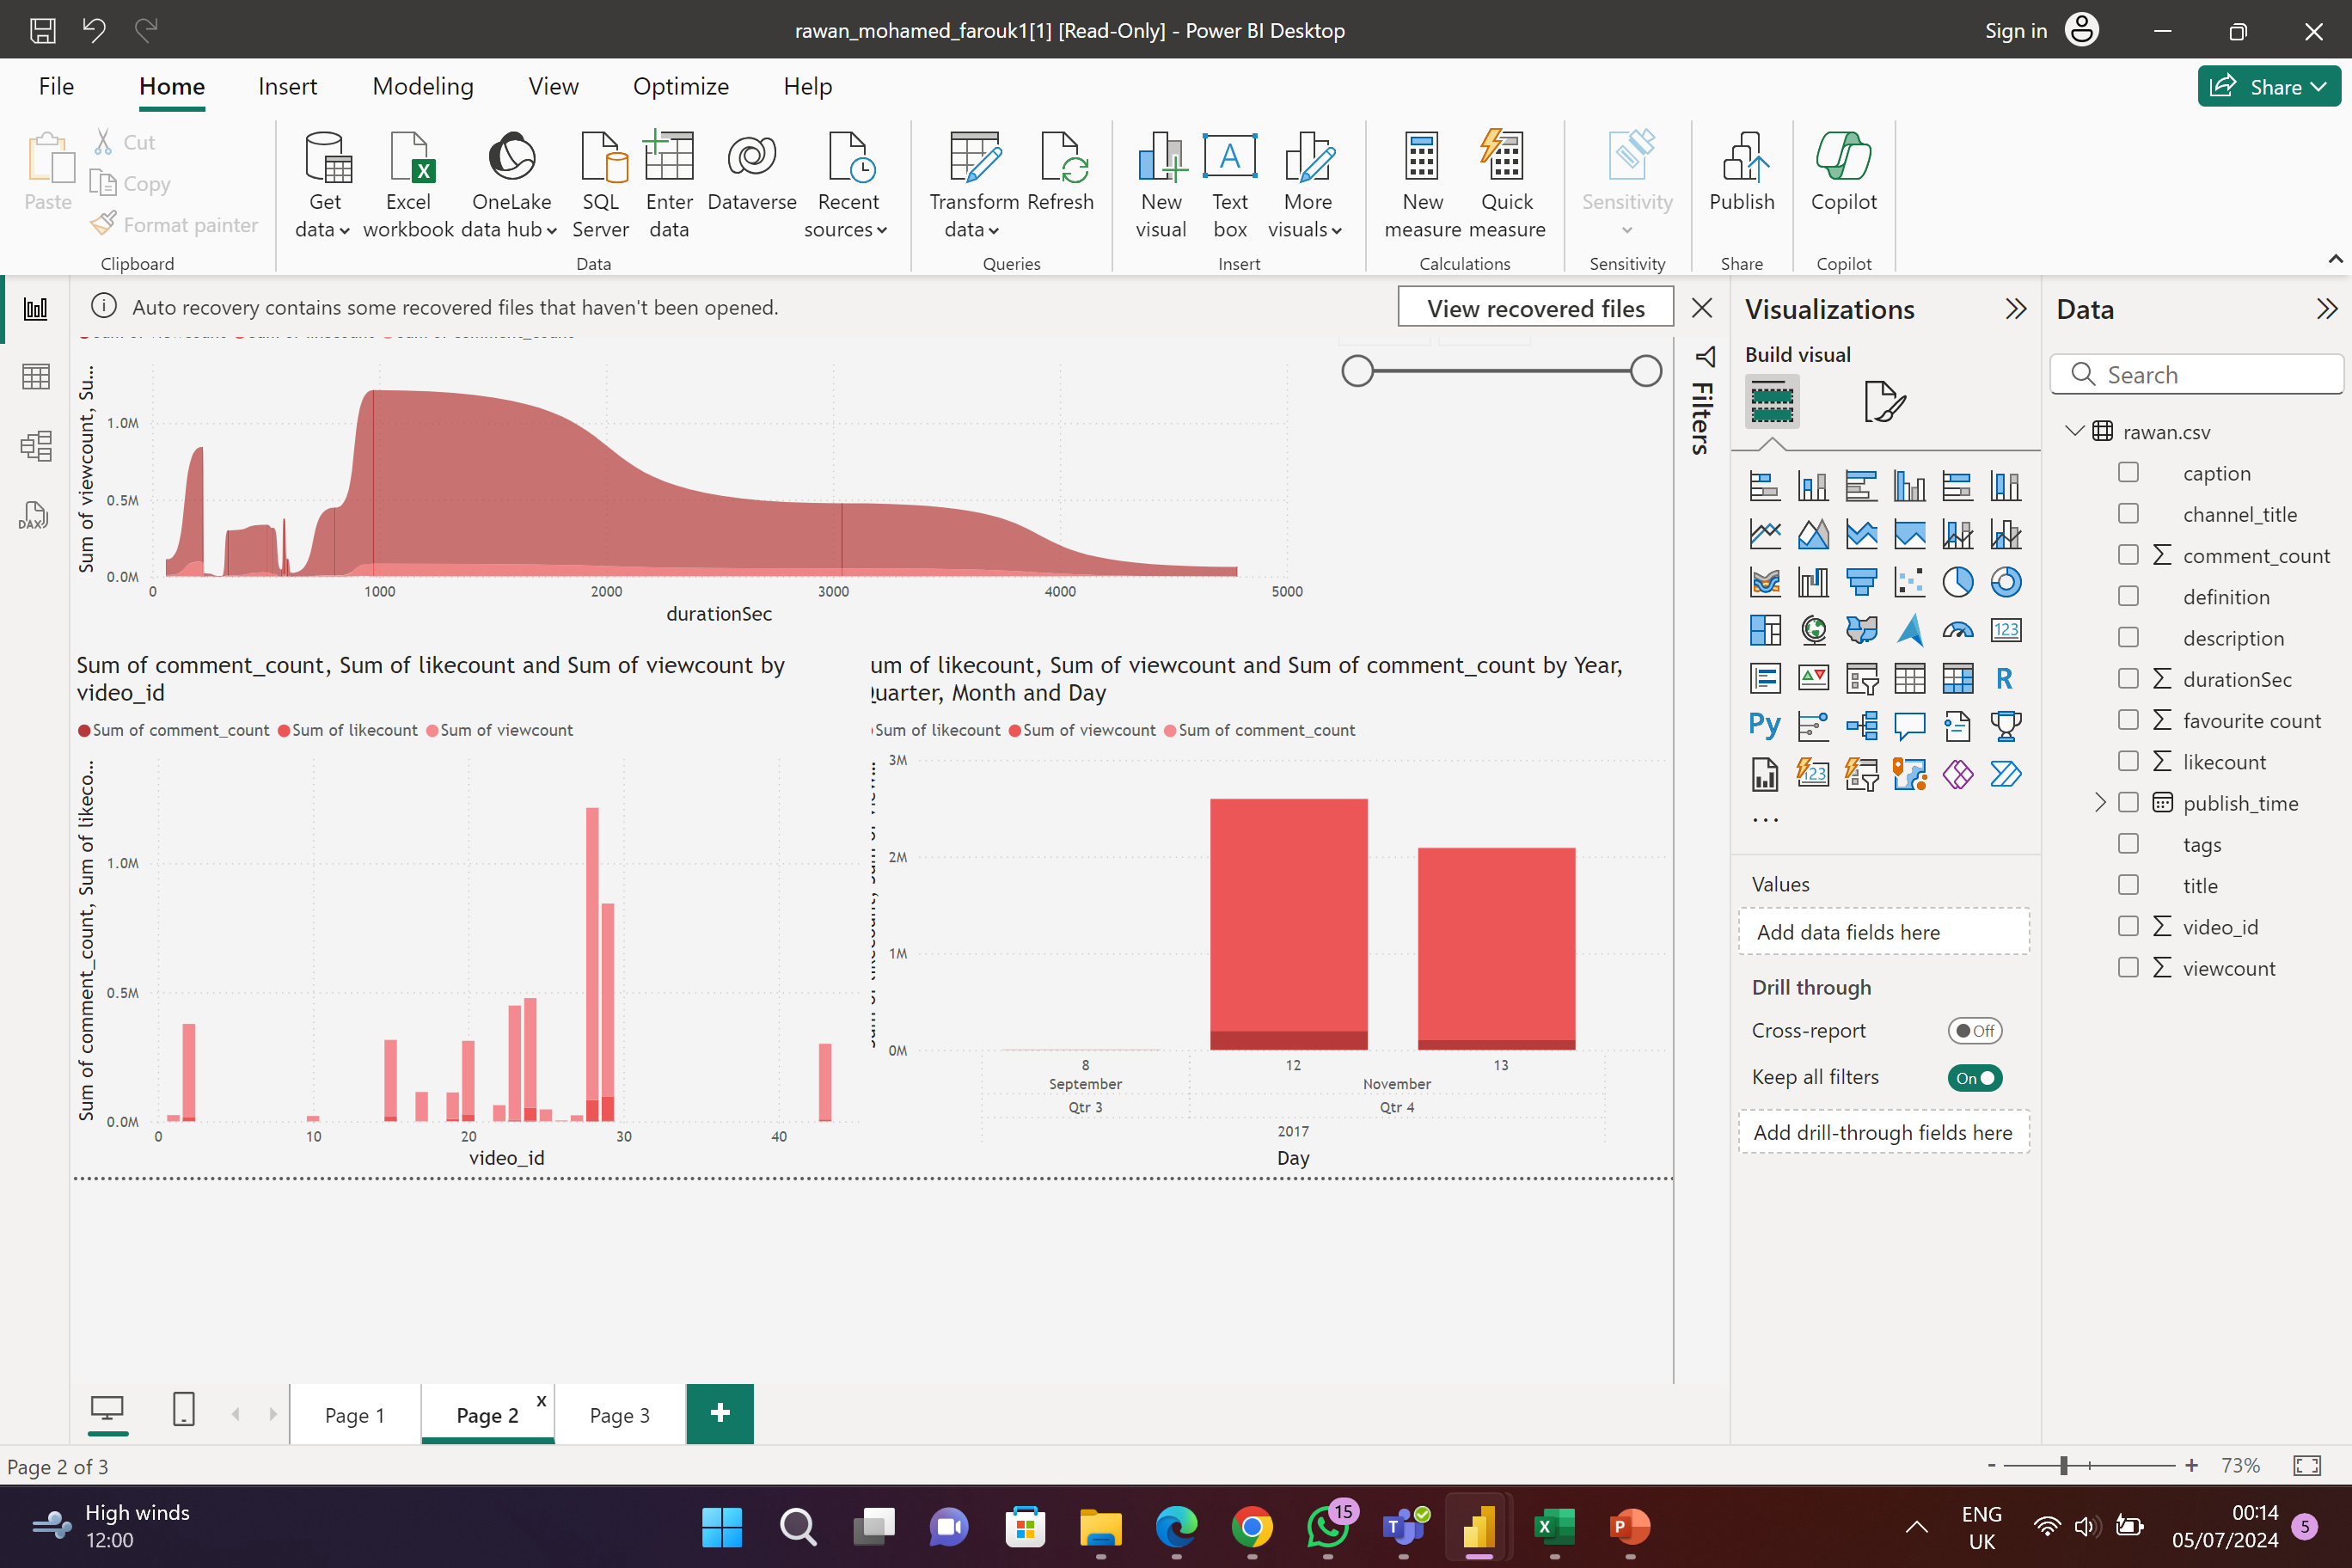 rawan_mohamed_farouk1[1] [Read-Only] - Power BI Desktop
Sign in
File Home Insert Modeling View Optimize Help
Share
Paste
Cut
Copy
Format painter
Clipboard
Get data
Excel workbook
OneLake data hub
SQL Server
Enter data
Dataverse
Recent sources
Data
Transform data
Refresh
Queries
New visual
Text box
More visuals
Insert
New measure
Quick measure
Calculations
Sensitivity
Sensitivity
Publish
Share
Copilot
Copilot
Auto recovery contains some recovered files that haven't been opened.
View recovered files
Sum of viewcount, Su...
1.0M
0.5M
0.0M
0 1000 2000 3000 4000 5000
durationSec
Sum of comment_count, Sum of likecount and Sum of viewcount by
video_id
Sum of comment_count Sum of likecount Sum of viewcount
Sum of comment_count, Sum of likeco...
1.0M
0.5M
0.0M
0 10 20 30 40
video_id
um of likecount, Sum of viewcount and Sum of comment_count by Year,
uarter, Month and Day
Sum of likecount Sum of viewcount Sum of comment_count
3M
2M
1M
0M
8 12 13
September November
Qtr 3 Qtr 4
2017
Day
Filters
Visualizations
Build visual
123
R
Py
123
...
Values
Add data fields here
Drill through
Cross-report
Off
Keep all filters
On
Add drill-through fields here
Data
Search
rawan.csv
caption
channel_title
comment_count
definition
description
durationSec
favourite count
likecount
publish_time
tags
title
video_id
viewcount
DAX
Page 1
Page 2
x
Page 3
+
Page 2 of 3
- + 73%
High winds
12:00
15
ENG
UK
00:14
05/07/2024
5